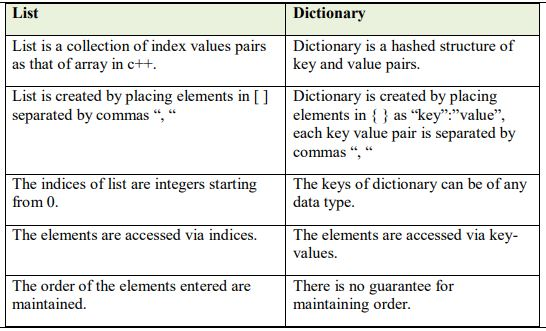 List
Dictionary
List is a collection of index values pairs
as that of array in c++.
Dictionary is a hashed structure of
key and value pairs.
List is created by placing elements in [ ]
separated by commas “, “
Dictionary is created by placing
elements in { } as “key”:”value”,
each key value pair is separated by
commas “, “
The indices of list are integers starting
from 0.
The keys of dictionary can be of any
data type.
The elements are accessed via indices.
The elements are accessed via key-
values.
The order of the elements entered are
maintained.
There is no guarantee for
maintaining order.